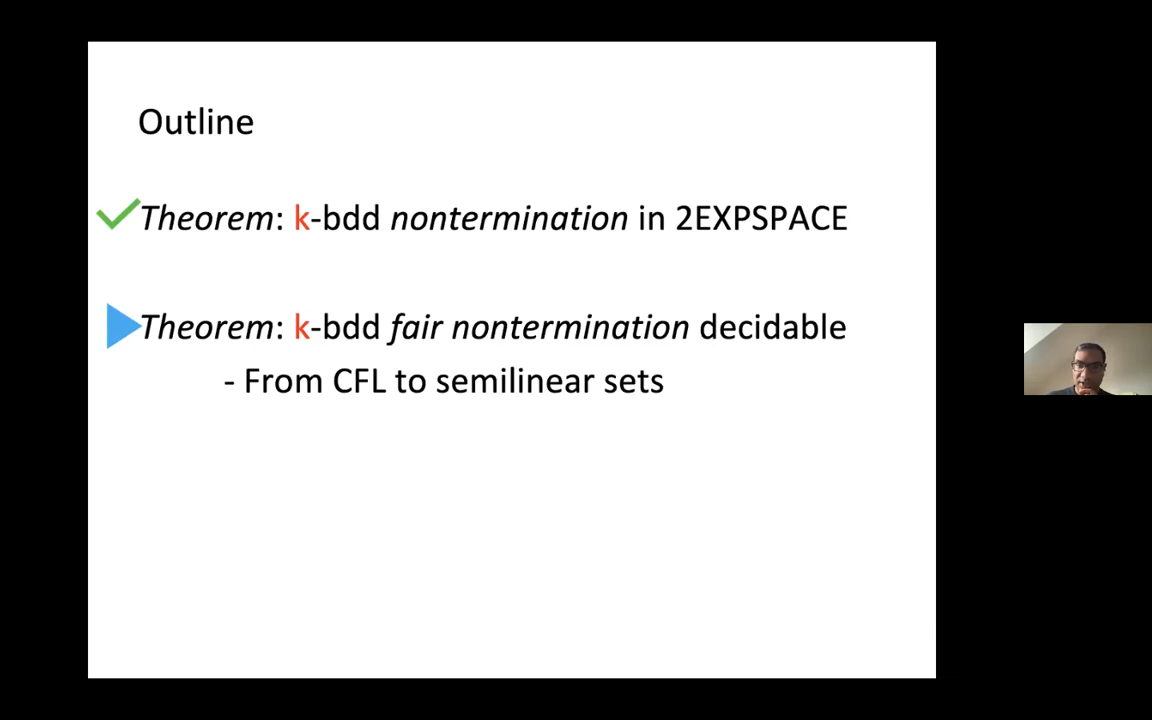 Outline
Theorem: k-bdd nontermination in 2EXPSPACE
Theorem: k-bdd fair nontermination decidable
- From CFL to semilinear sets